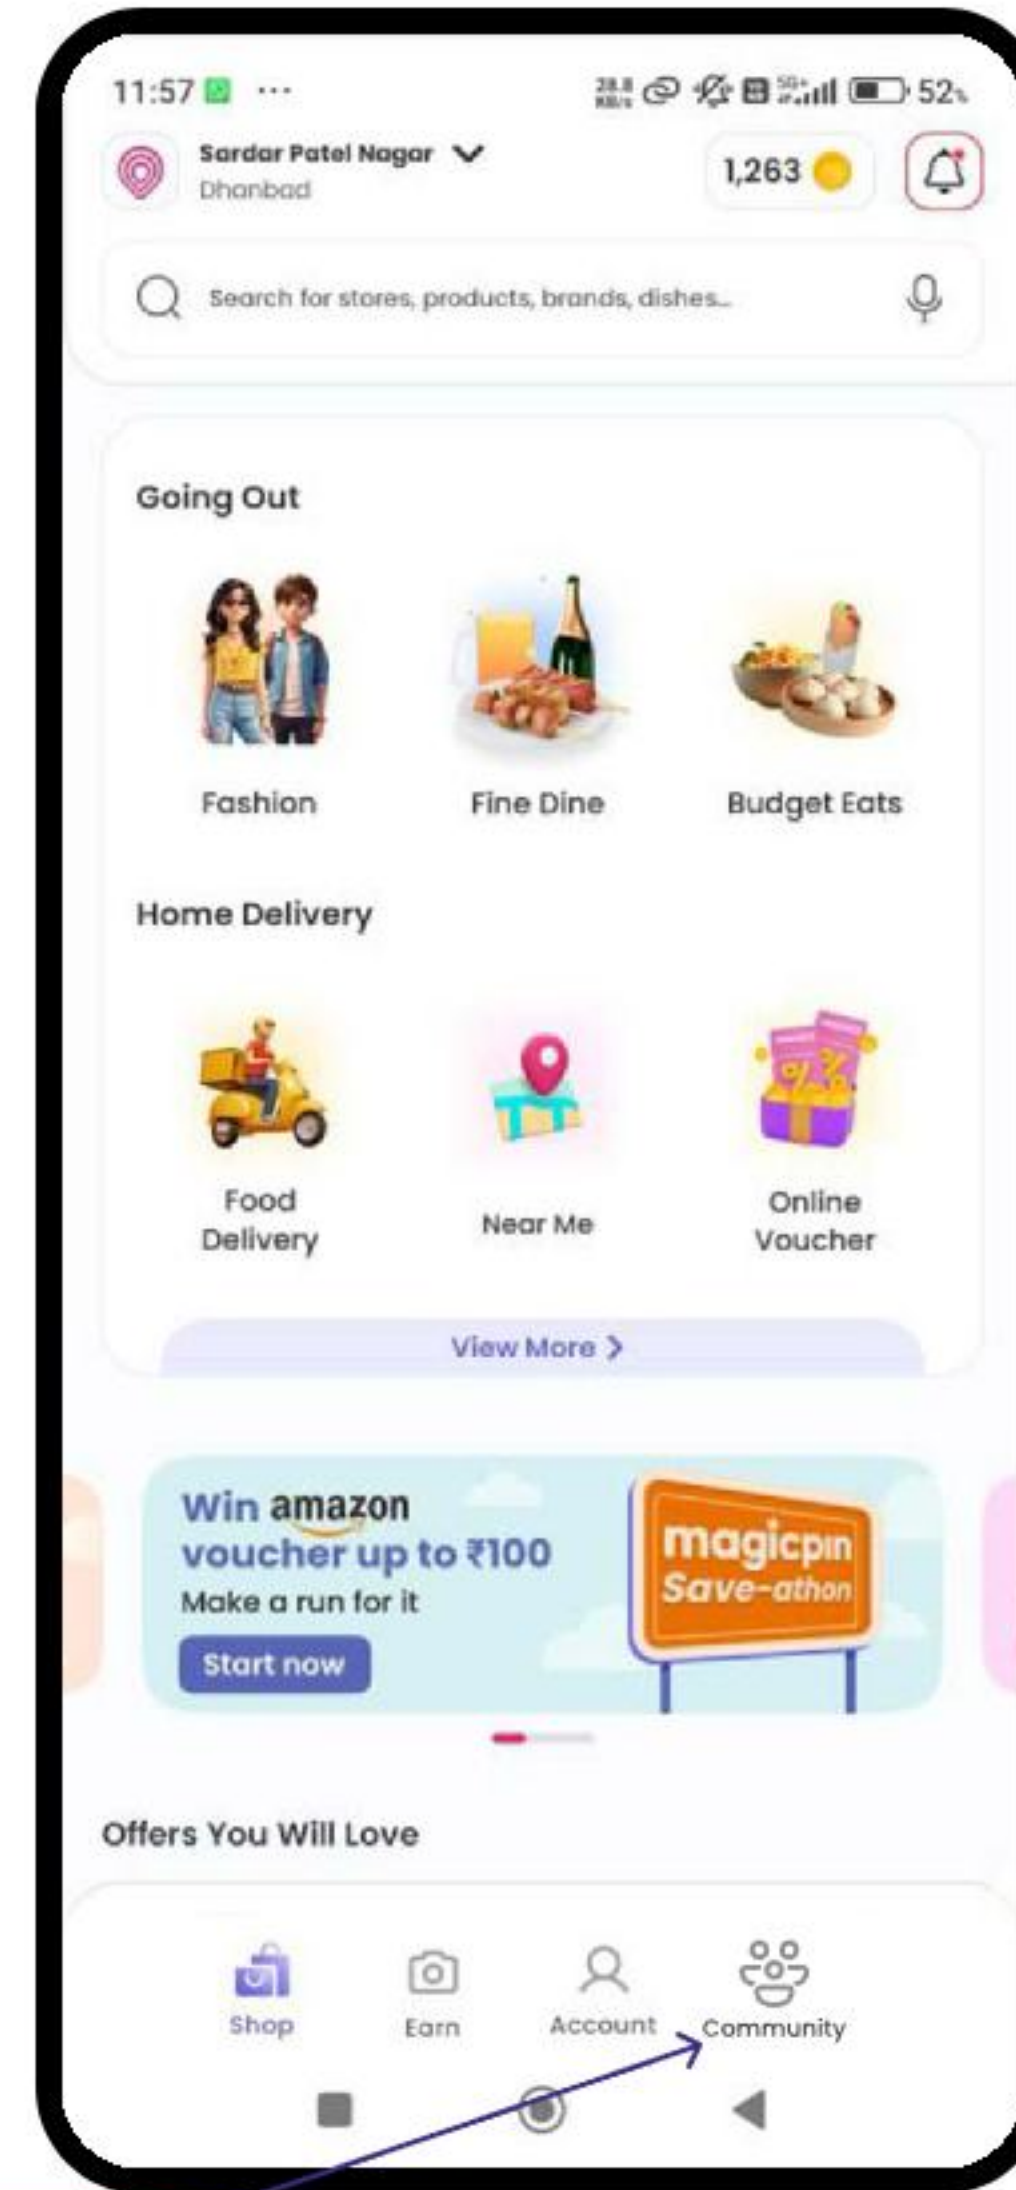 11:57 ...
52%
Sardar Patel Nagar
Dhanbad
1,263
Search for stores, products, brands, dishes...
Going Out
Fashion
Fine Dine
Budget Eats
Home Delivery
Food
Delivery
Near Me
Online
Voucher
View More >
Win amazon
voucher up to ₹100
Make a run for it
Start now
magicpin
Save-athon
Offers You Will Love
Shop
Earn
Account
Community